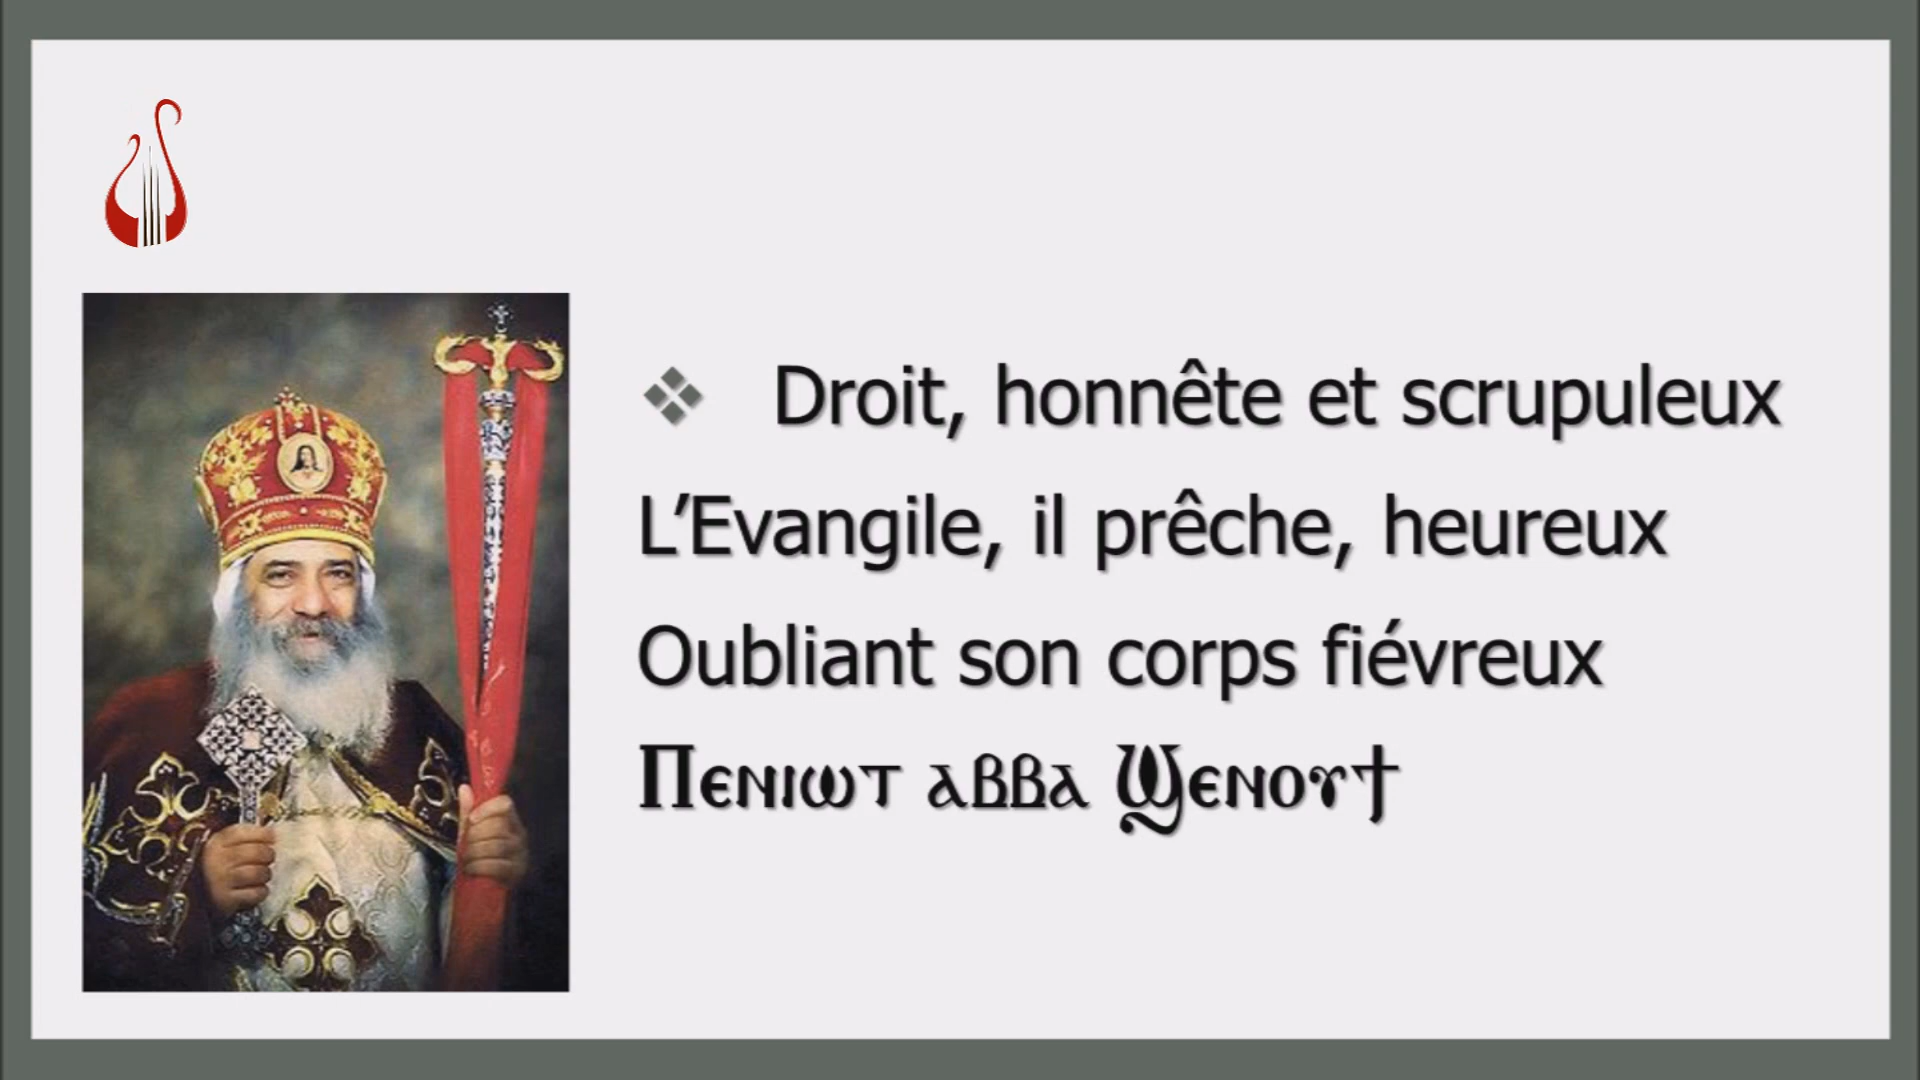 ❖ Droit, honnête et scrupuleux
L’Evangile, il prêche, heureux
Oubliant son corps fiévreux
Ⲡⲉⲛⲓⲱⲧ ⲁⲃⲃⲁ Ϣⲉⲛⲟⲩϯ